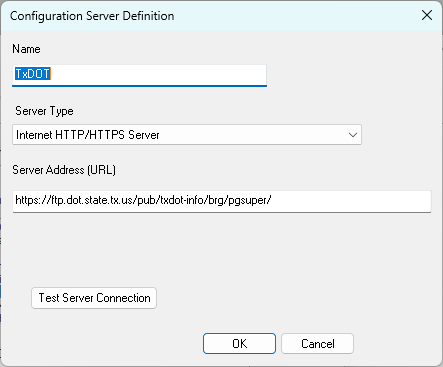 Configuration Server Definition
Name
TxDOT
Server Type
Internet HTTP/HTTPS Server
Server Address (URL)
https://ftp.dot.state.tx.us/pub/txdot-info/brg/pgsuper/
Test Server Connection
OK Cancel